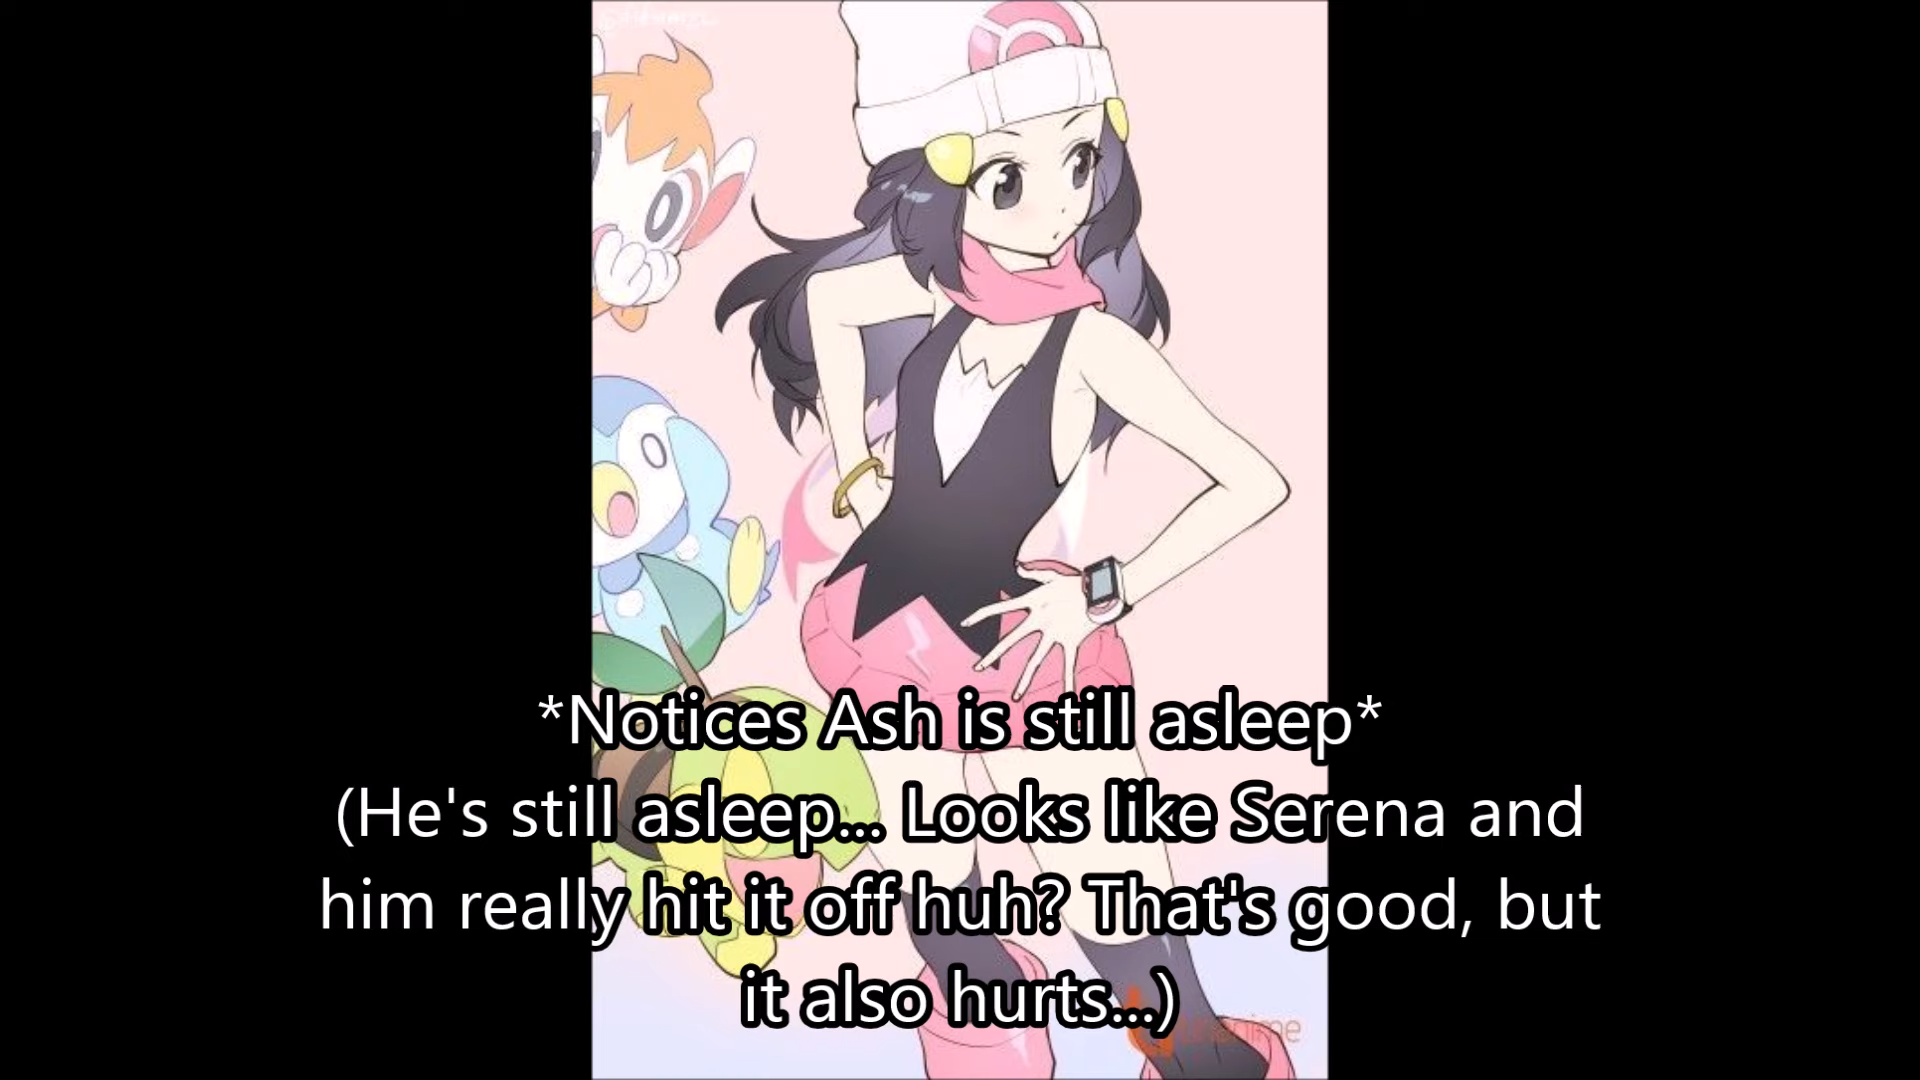 *Notices Ash is still asleep*
(He's still asleep... Looks like Serena and
him really hit it off huh? That's good, but
it also hurts...)